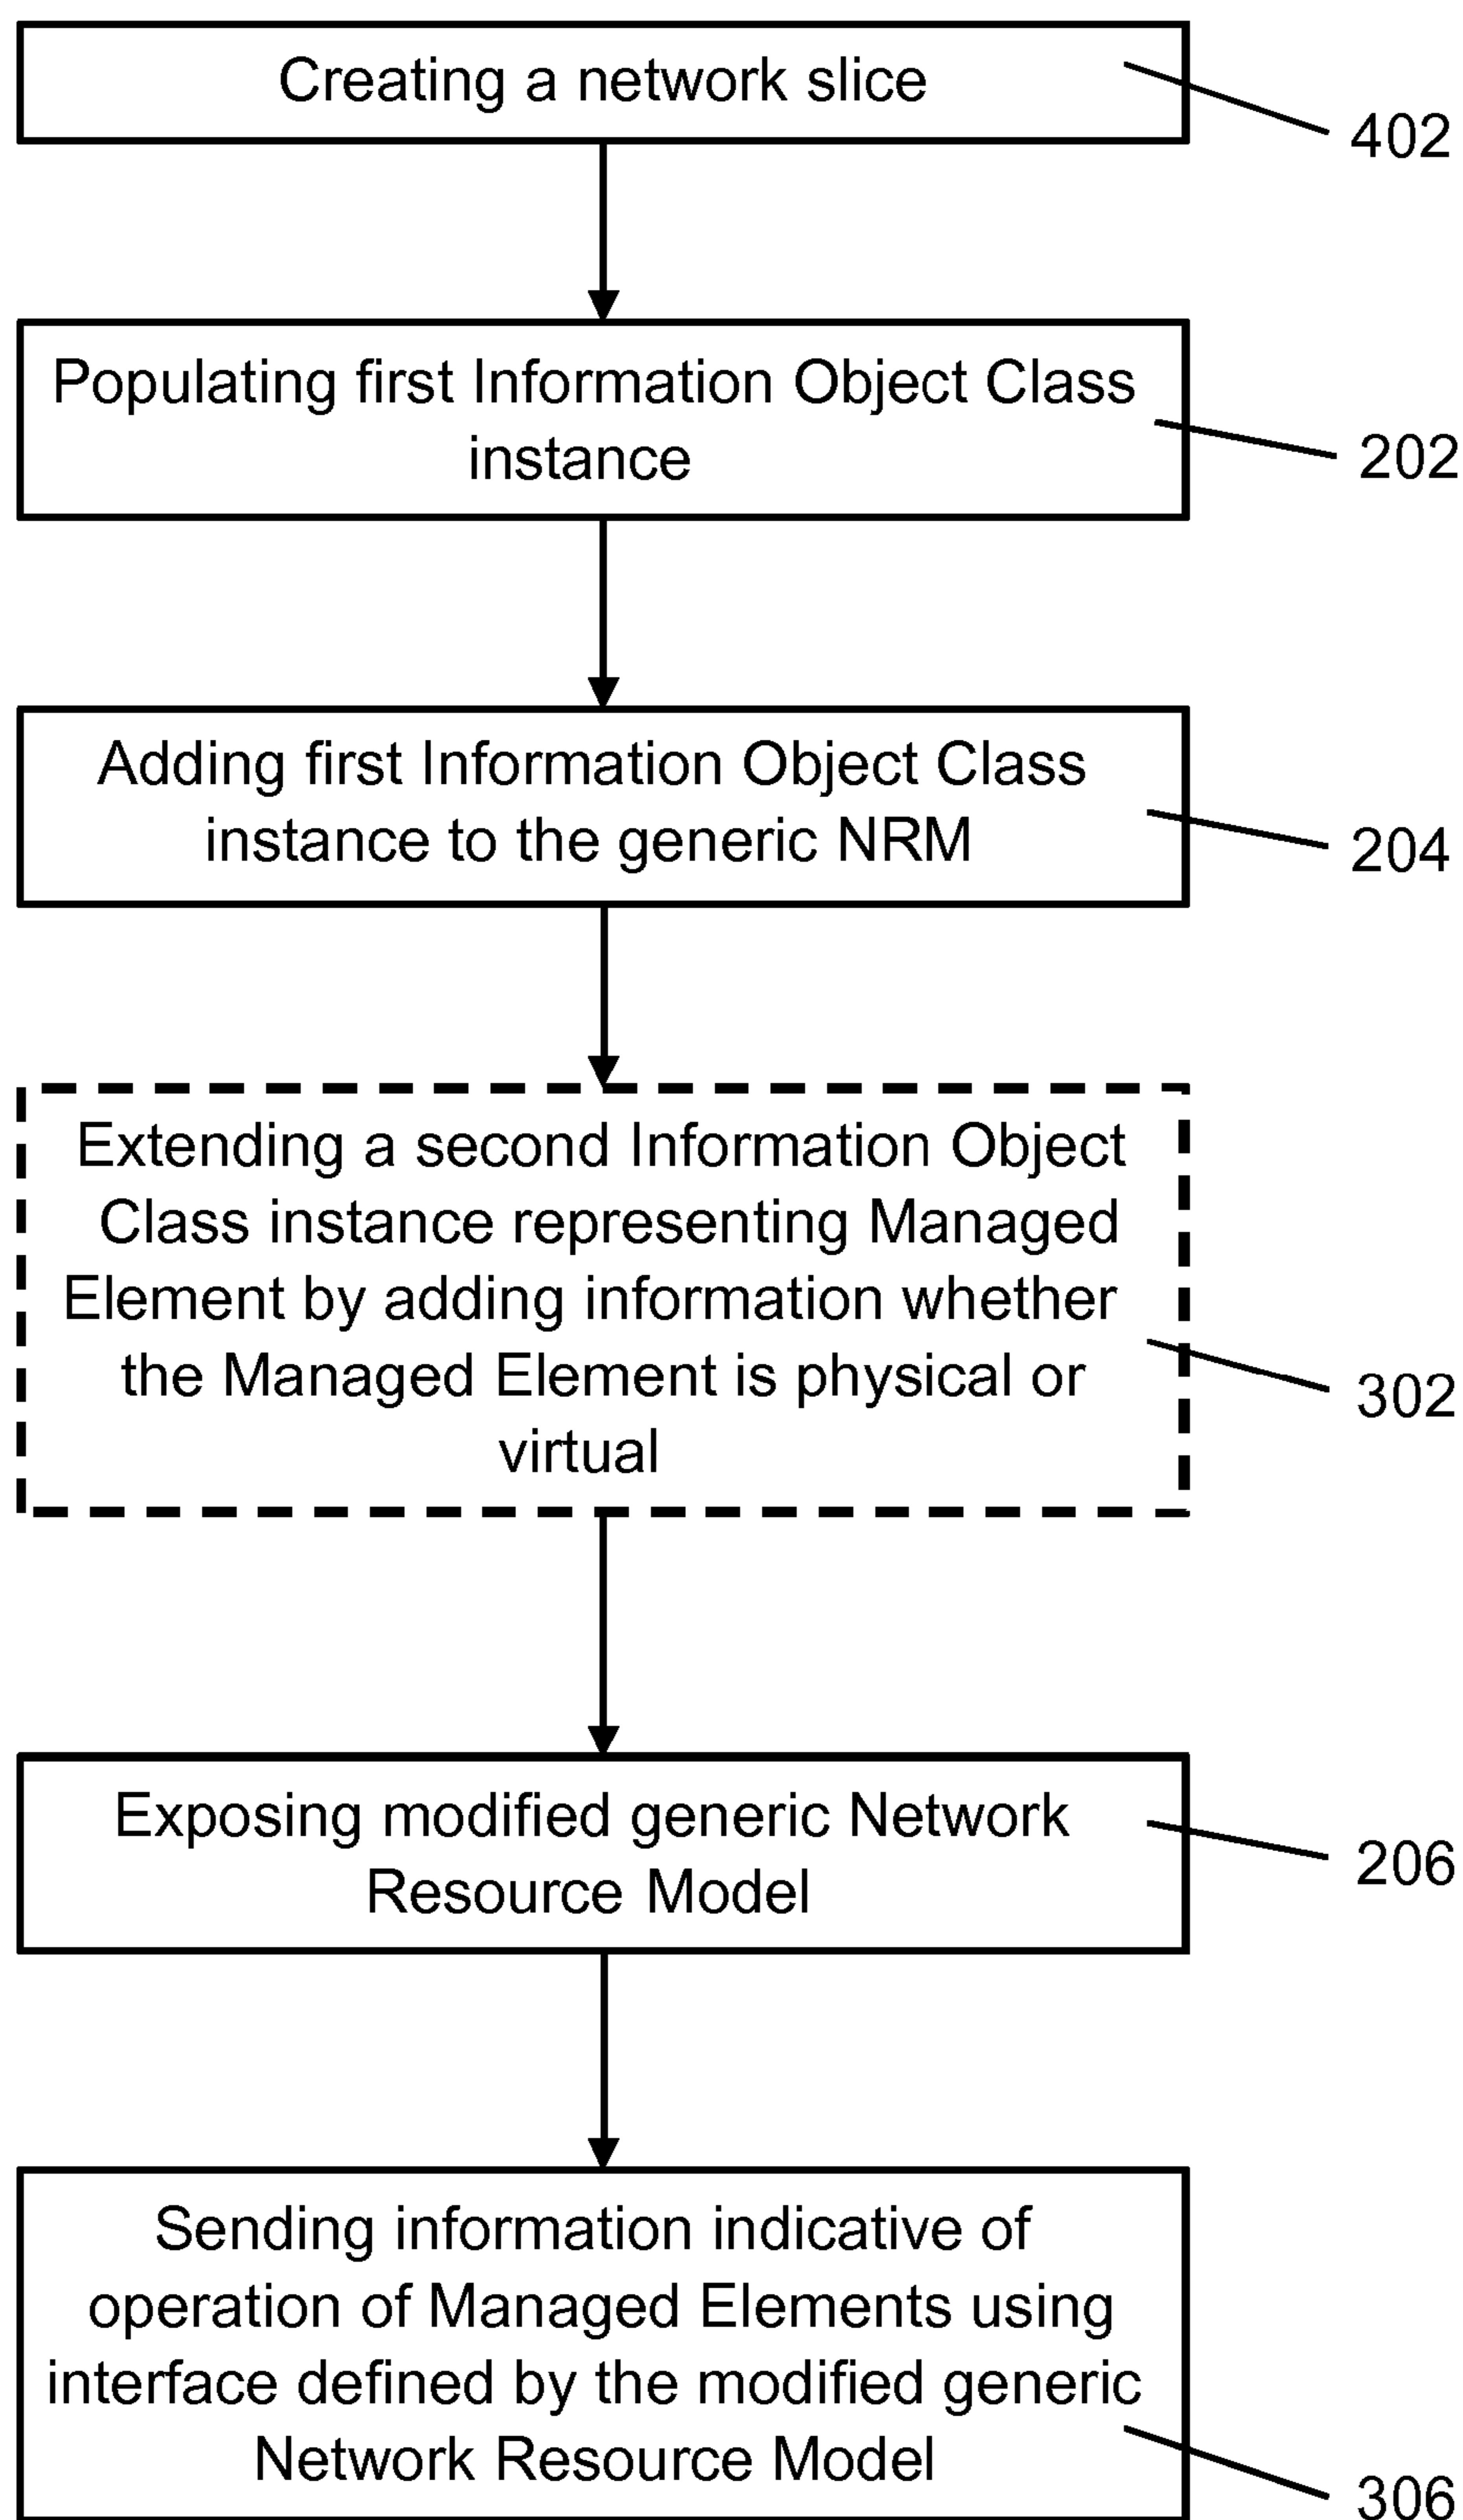 Creating a network slice
402
Populating first Information Object Class
instance
202
Adding first Information Object Class
instance to the generic NRM
204
Extending a second Information Object
Class instance representing Managed
Element by adding information whether
the Managed Element is physical or
virtual
302
Exposing modified generic Network
Resource Model
206
Sending information indicative of
operation of Managed Elements using
interface defined by the modified generic
Network Resource Model
306